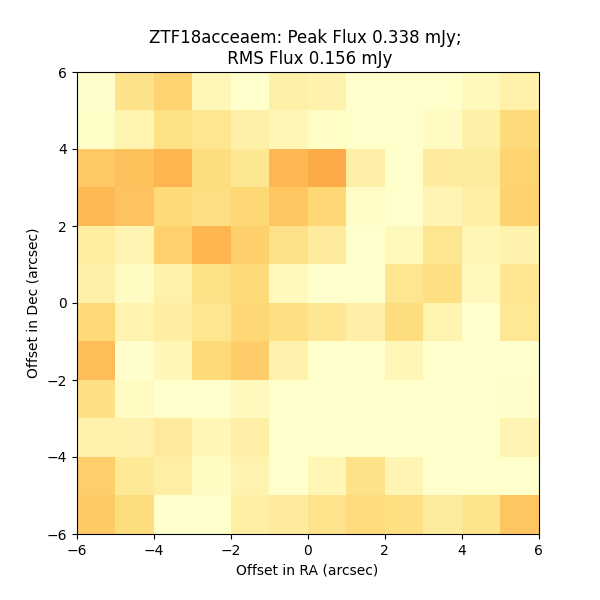 ZTF18acceaem: Peak Flux 0.338 mJy;
RMS Flux 0.156 mJy
6
4
2
0
−2
−4
−6
Offset in Dec (arcsec)
−6 −4 −2 0 2 4 6
Offset in RA (arcsec)